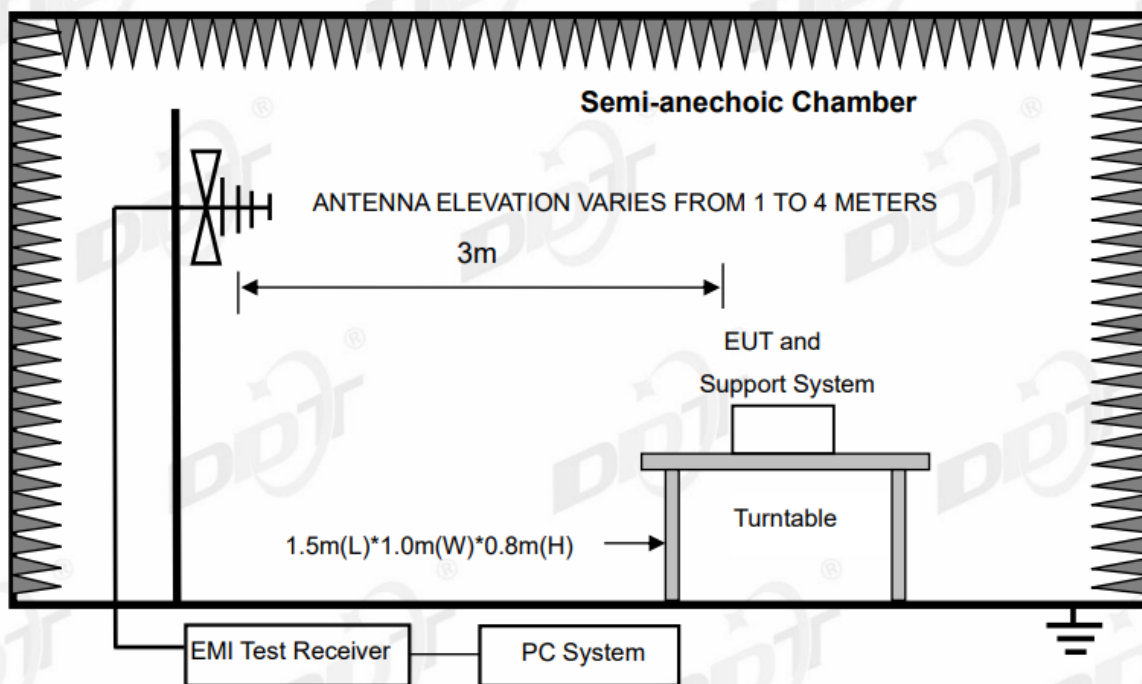 Semi-anechoic Chamber
ANTENNA ELEVATION VARIES FROM 1 TO 4 METERS
3m
EUT and
Support System
Turntable
1.5m(L)*1.0m(W)*0.8m(H)
EMI Test Receiver
PC System
DDT®